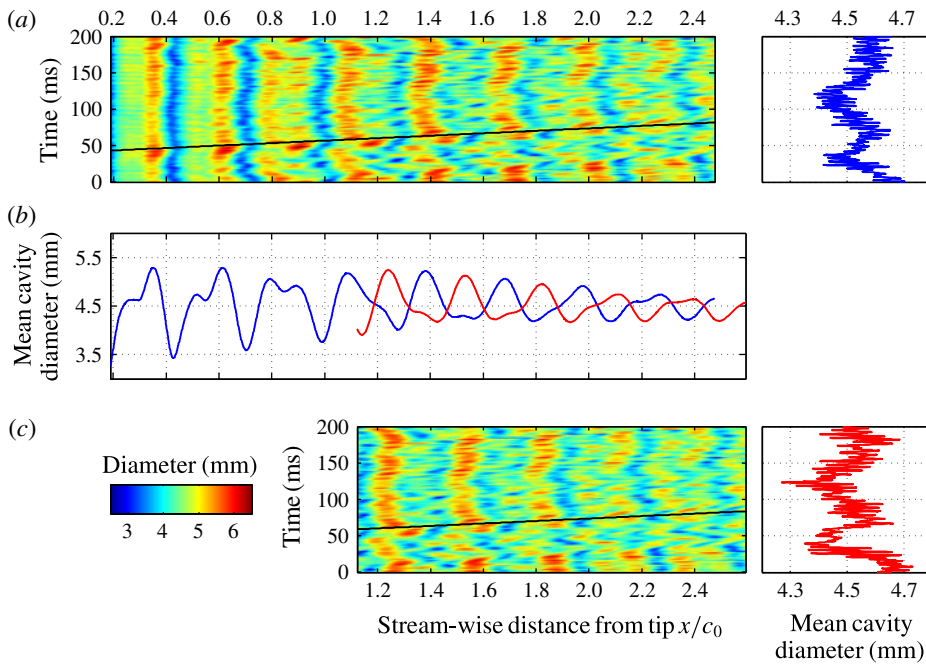 (a)
0.2 0.4 0.6 0.8 1.0 1.2 1.4 1.6 1.8 2.0 2.2 2.4
4.3 4.5 4.7
Time (ms)
200
150
100
50
0
(b)
Mean cavity
diameter (mm)
5.5
4.5
3.5
(c)
Diameter (mm)
3 4 5 6
Time (ms)
200
150
100
50
0
1.2 1.4 1.6 1.8 2.0 2.2 2.4
4.3 4.5 4.7
Stream-wise distance from tip x/c0
Mean cavity
diameter (mm)